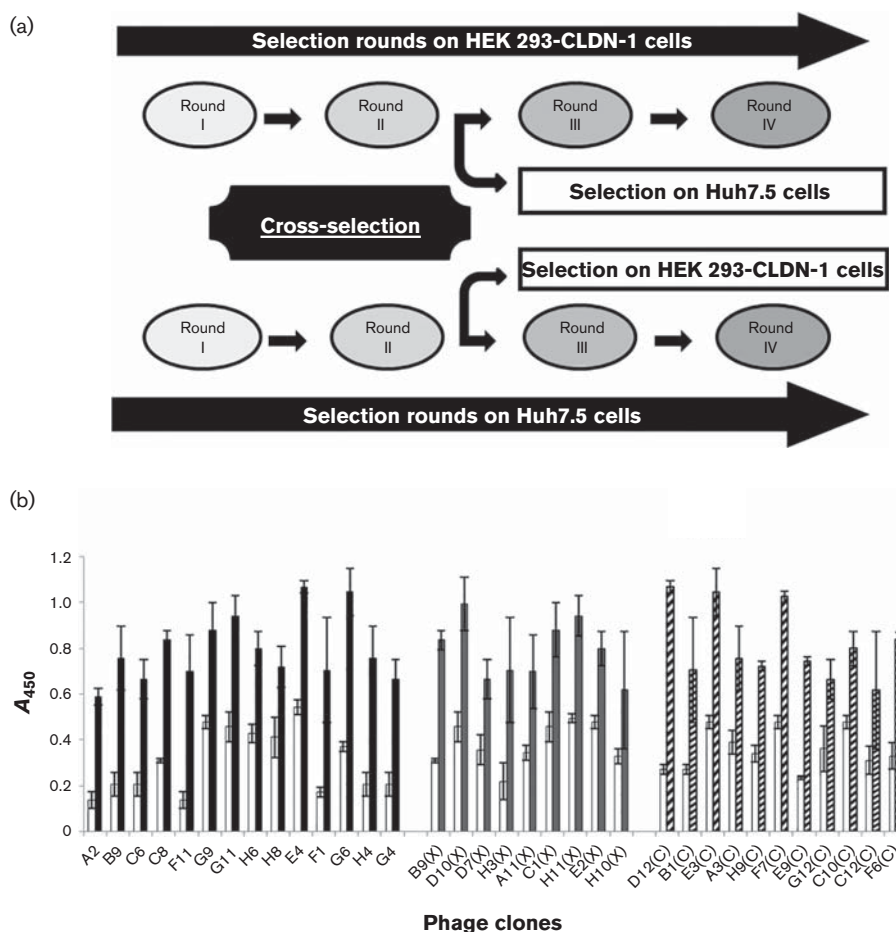 (a)
Selection rounds on HEK 293-CLDN-1 cells
Round
I
Round
II
Round
III
Round
IV
Selection on Huh7.5 cells
Cross-selection
Selection on HEK 293-CLDN-1 cells
Round
I
Round
II
Round
III
Round
IV
Selection rounds on Huh7.5 cells
(b)
1.2
1.0
0.8
0.6
0.4
0.2
0
A450
A2
B9
C6
C8
F11
G9
G11
H6
H8
E4
F1
G6
H4
G4
B9(X)
D10(X)
D7(X)
H3(X)
A11(X)
C1(X)
H11(X)
E2(X)
H10(X)
D12(C)
B1(C)
E3(C)
A3(C)
H9(C)
F7(C)
E9(C)
G12(C)
C10(C)
C12(C)
F6(C)
Phage clones